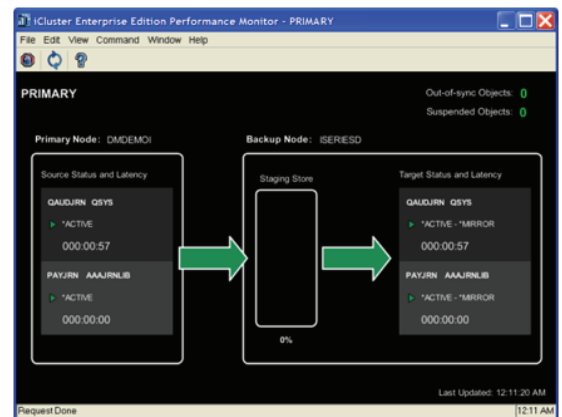 iCluster Enterprise Edition Performance Monitor - PRIMARY
File Edit View Command Window Help
PRIMARY
Out-of-sync Objects: 0
Suspended Objects: 0
Primary Node: DMDEMOI
Backup Node: ISERIESD
Source Status and Latency
QAUDJRN QSYS
*ACTIVE
000:00:57
PAYJRN AAAJRNLIB
*ACTIVE
000:00:00
Staging Store
0%
Target Status and Latency
QAUDJRN QSYS
*ACTIVE - *MIRROR
000:00:57
PAYJRN AAAJRNLIB
*ACTIVE - *MIRROR
000:00:00
Last Updated: 12:11:20 AM
Request Done
12:11 AM